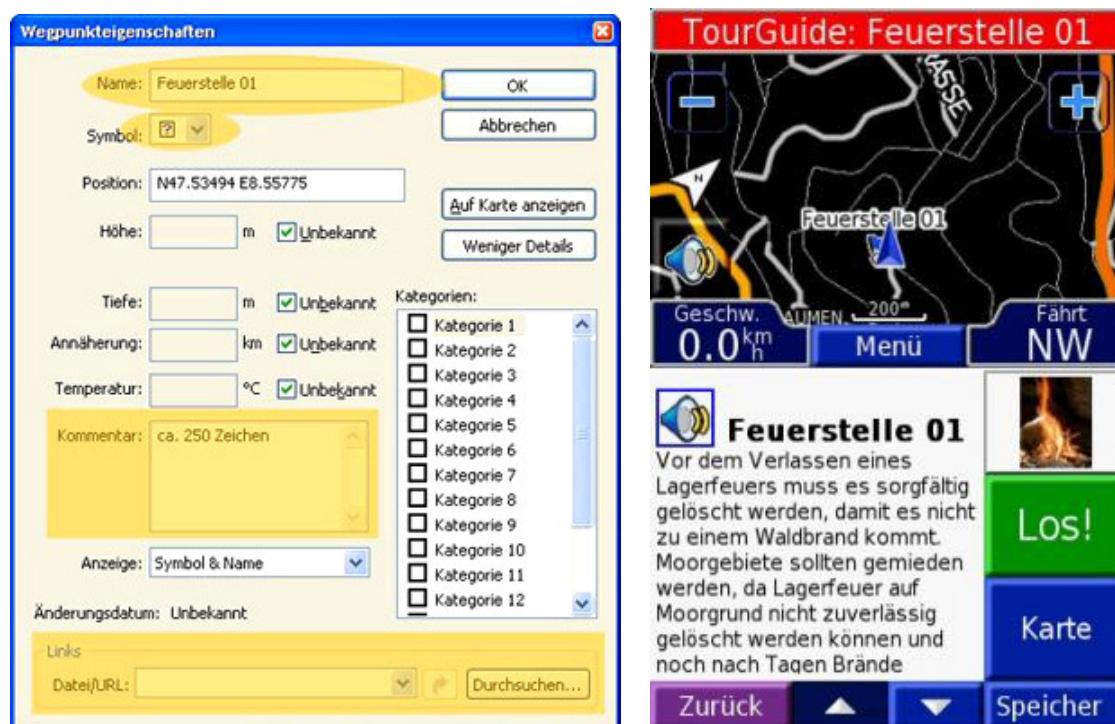 Wegpunkteigenschaften
Name: Feuerstelle 01
OK
Symbol:
Abbrechen
Position: N47.53494 E8.55775
Auf Karte anzeigen
Höhe: m Unbekannt
Weniger Details
Tiefe: m Unbekannt
Kategorien:
Annäherung: km Unbekannt
Temperatur: °C Unbekannt
Kategorie 1
Kategorie 2
Kategorie 3
Kategorie 4
Kategorie 5
Kategorie 6
Kategorie 7
Kategorie 8
Kategorie 9
Kategorie 10
Kategorie 11
Kategorie 12
Kommentar: ca. 250 Zeichen
Anzeige: Symbol & Name
Änderungsdatum: Unbekannt
Links
Datei/URL:
Durchsuchen...
TourGuide: Feuerstelle 01
N
Feuerstelle 01
200m
Geschw.
0.0 km/h
Menü
Fährt
NW
Feuerstelle 01
Vor dem Verlassen eines
Lagerfeuers muss es sorgfältig
gelöscht werden, damit es nicht
zu einem Waldbrand kommt.
Moorgebiete sollten gemieden
werden, da Lagerfeuer auf
Moorgrund nicht zuverlässig
gelöscht werden können und
noch nach Tagen Brände
Los!
Karte
Zurück
Speicher